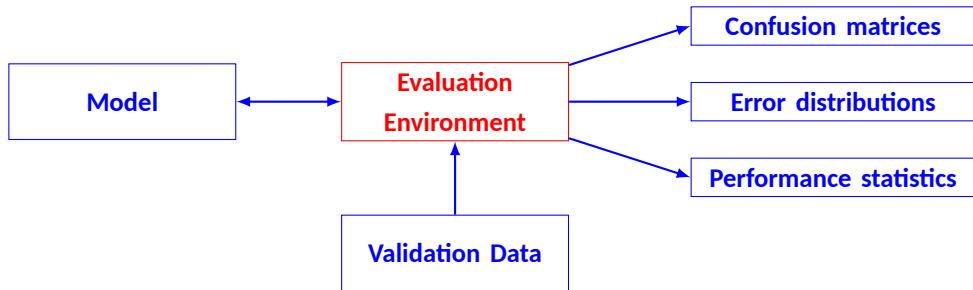 Model
Evaluation
Environment
Validation Data
Confusion matrices
Error distributions
Performance statistics